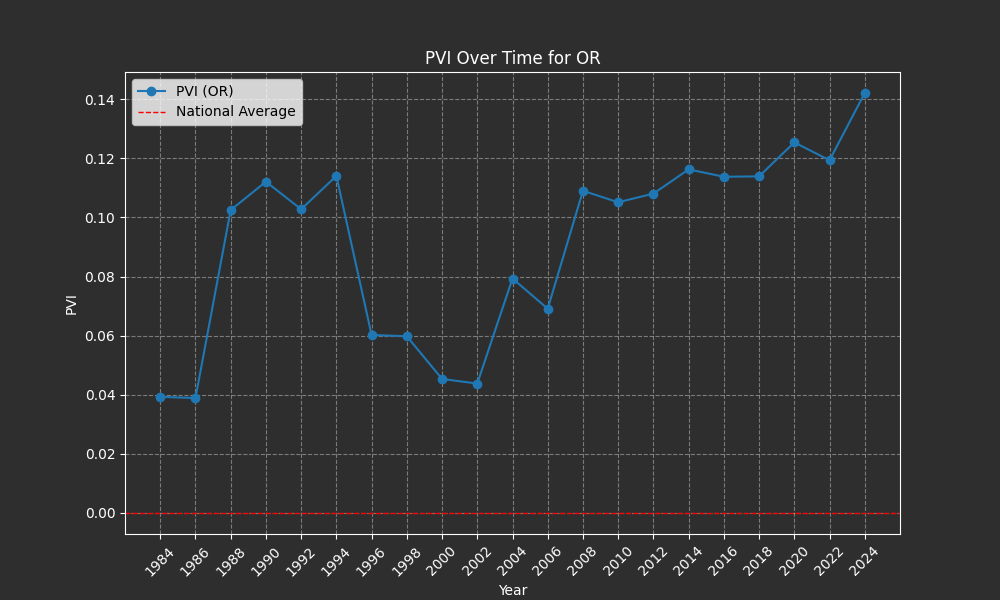 PVI Over Time for OR
PVI (OR)
National Average
0.14
0.12
0.10
0.08
0.06
0.04
0.02
0.00
PVI
1984 1986 1988 1990 1992 1994 1996 1998 2000 2002 2004 2006 2008 2010 2012 2014 2016 2018 2020 2022 2024
Year